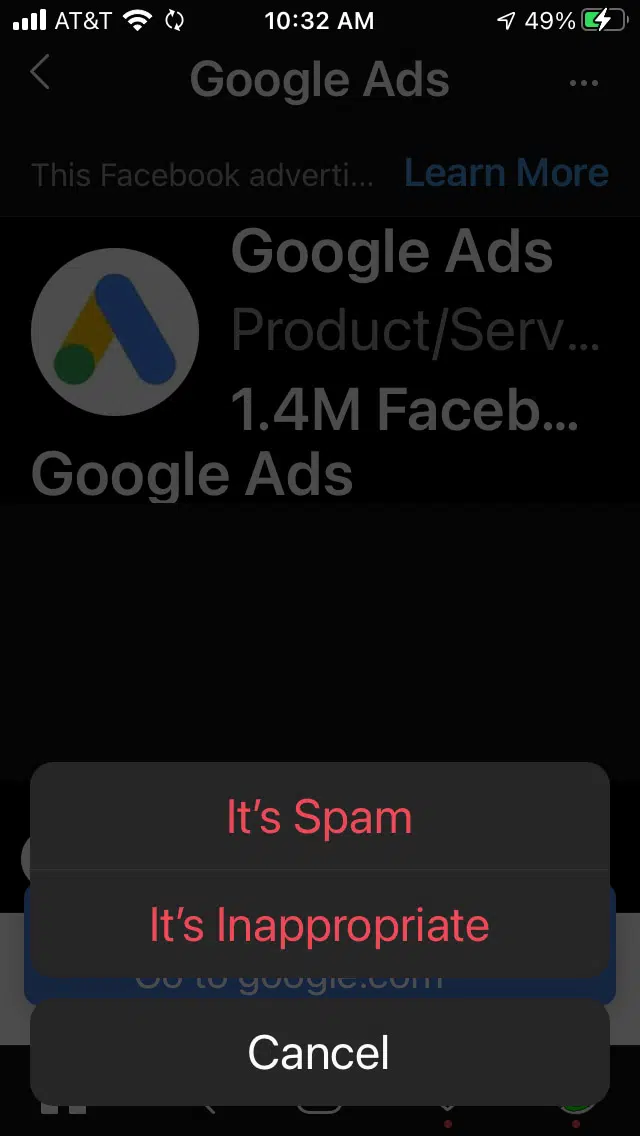 AT&T 10:32 AM 49%
Google Ads ...
This Facebook adverti... Learn More
Google Ads
Product/Serv...
1.4M Faceb...
Google Ads
It's Spam
It's Inappropriate
Go to google.com
Cancel